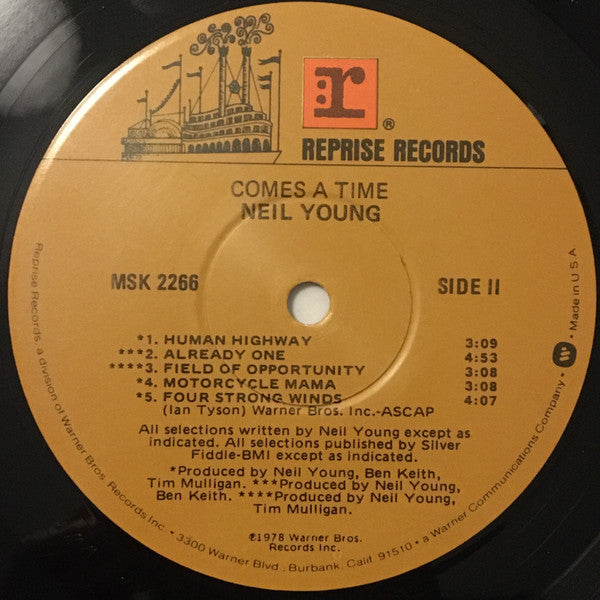 r
®
REPRISE RECORDS
COMES A TIME
NEIL YOUNG
MSK 2266
SIDE II
*1. HUMAN HIGHWAY 3:09
***2. ALREADY ONE 4:53
****3. FIELD OF OPPORTUNITY 3:08
*4. MOTORCYCLE MAMA 3:08
*5. FOUR STRONG WINDS 4:07
(Ian Tyson) Warner Bros. Inc.-ASCAP
All selections written by Neil Young except as
indicated. All selections published by Silver
Fiddle-BMI except as indicated.
*Produced by Neil Young, Ben Keith,
Tim Mulligan. ***Produced by Neil Young,
Ben Keith. ****Produced by Neil Young,
Tim Mulligan.
℗1978 Warner Bros.
Records Inc.
Reprise Records, a division of Warner Bros. Records Inc. • 3300 Warner Blvd., Burbank, Calif. 91510 • a Warner Communications Company • Made in U.S.A.